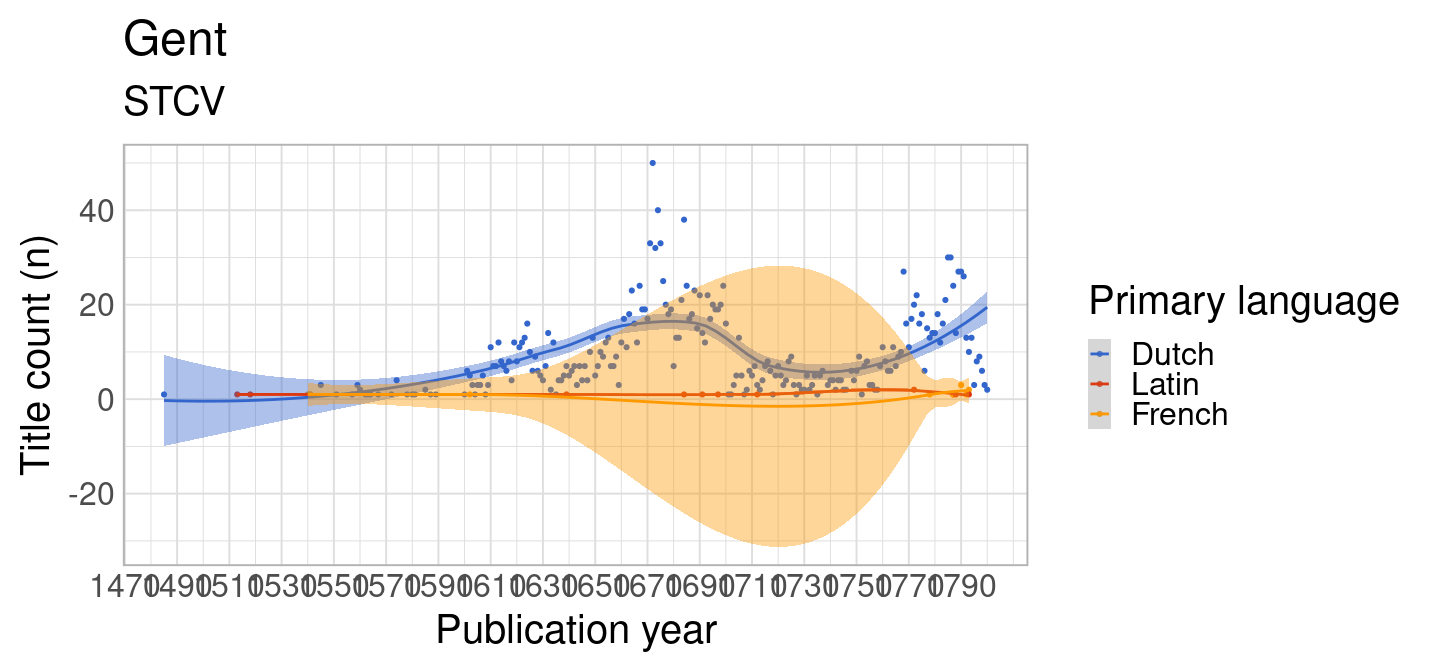 Gent
STCV
Title count (n)
40
20
0
-20
1470 1490 1510 1530 1550 1570 1590 1610 1630 1650 1670 1690 1710 1730 1750 1770 1790
Publication year
Primary language
Dutch
Latin
French